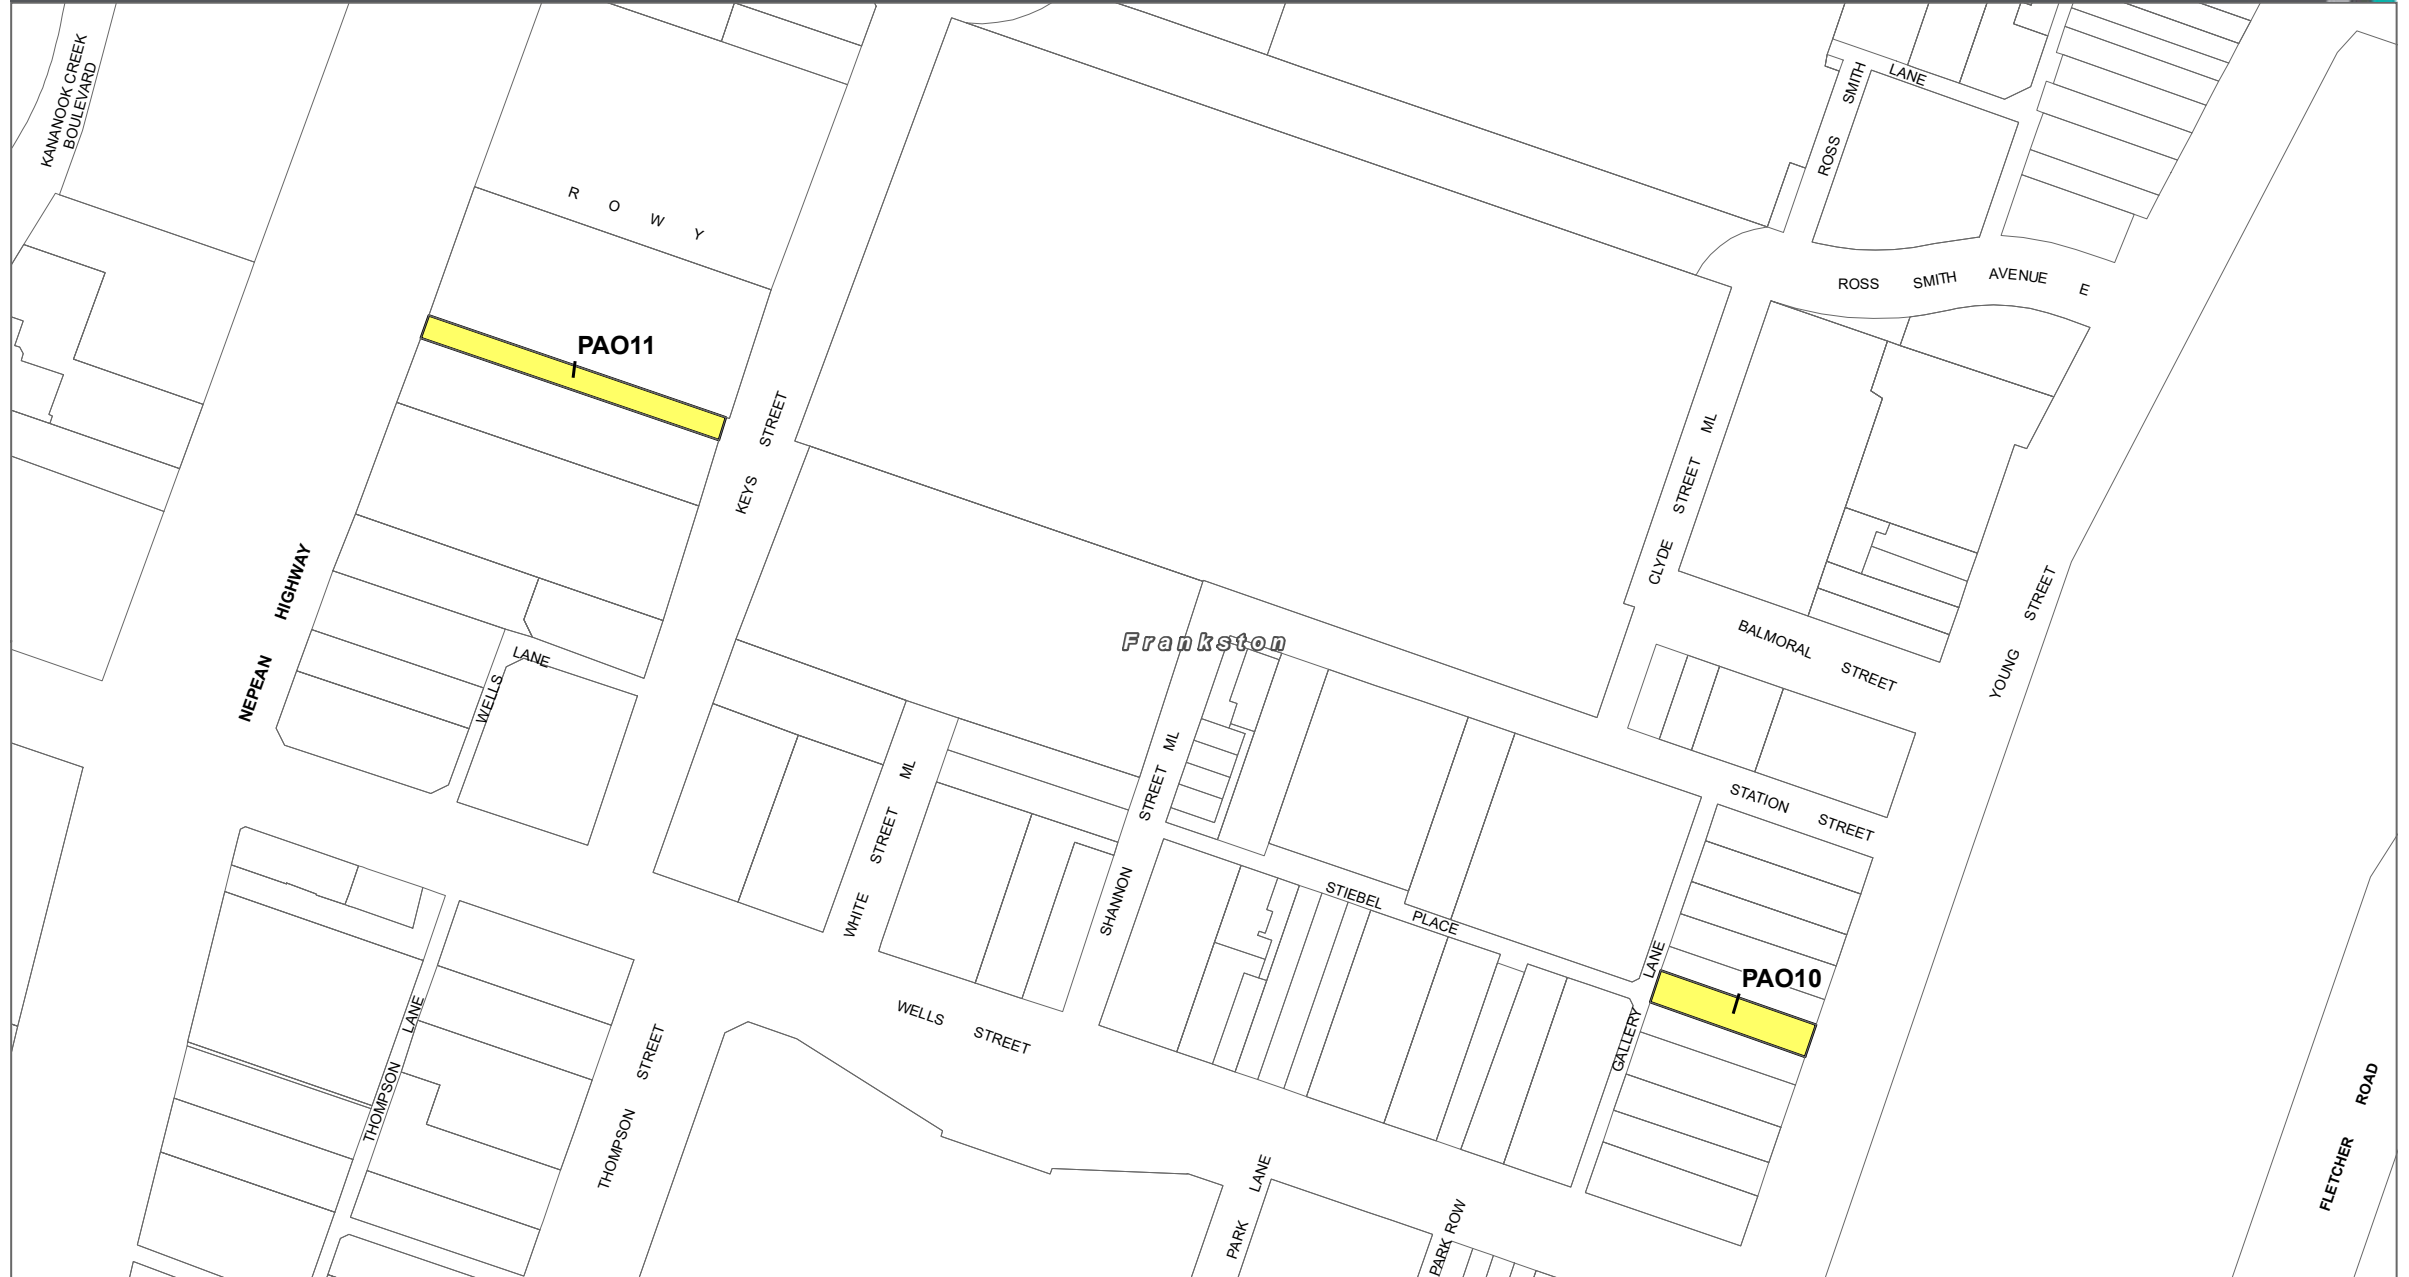 KANANOOK CREEK
BOULEVARD
ROSS SMITH
LANE
R O W Y
ROSS SMITH AVENUE E
PAO11
KEYS STREET
CLYDE STREET ML
NEPEAN HIGHWAY
Frankston
YOUNG STREET
BALMORAL STREET
WELLS
LANE
STATION STREET
WHITE STREET ML
SHANNON STREET ML
STIEBEL PLACE
GALLERY LANE
PAO10
THOMPSON LANE
THOMPSON STREET
WELLS STREET
PARK LANE
PARK ROW
FLETCHER ROAD